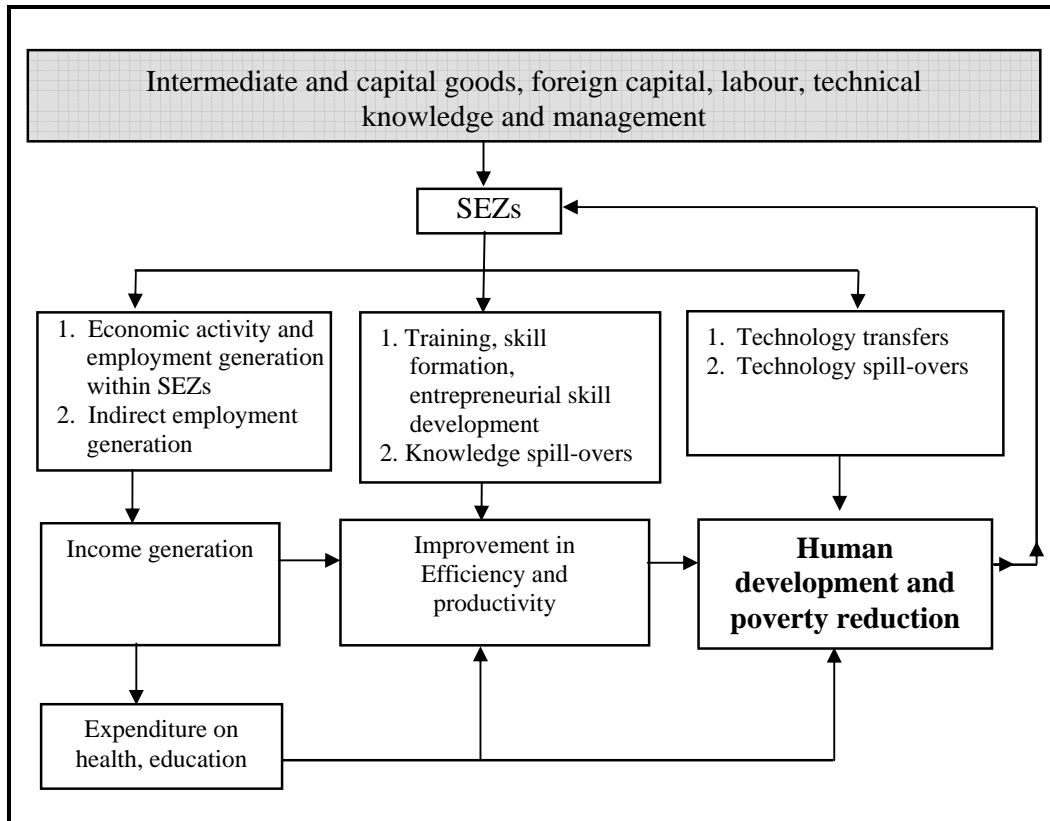 Intermediate and capital goods, foreign capital, labour, technical
knowledge and management
SEZs
1. Economic activity and
employment generation
within SEZs
2. Indirect employment
generation
1. Training, skill
formation,
entrepreneurial skill
development
2. Knowledge spill-overs
1. Technology transfers
2. Technology spill-overs
Income generation
Improvement in
Efficiency and
productivity
Human
development and
poverty reduction
Expenditure on
health, education